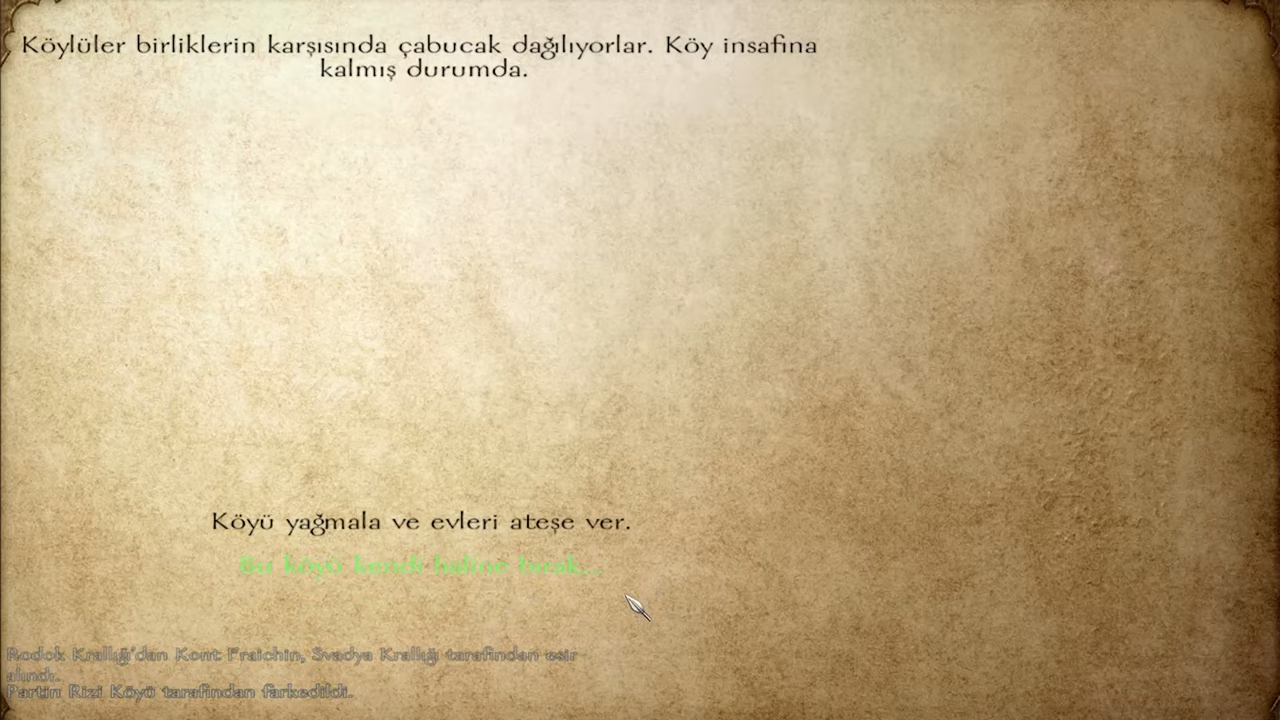 Köylüler birliklerin karşısında çabucak dağılıyorlar. Köy insafına
kalmış durumda.
Köyü yağmala ve evleri ateşe ver.
Bu köyü kendi haline bırak...
Rodok Krallığı'dan Kont Fraichin, Svadya Krallığı tarafından esir
alındı.
Partin Rizi Köyü tarafından farkedildi.